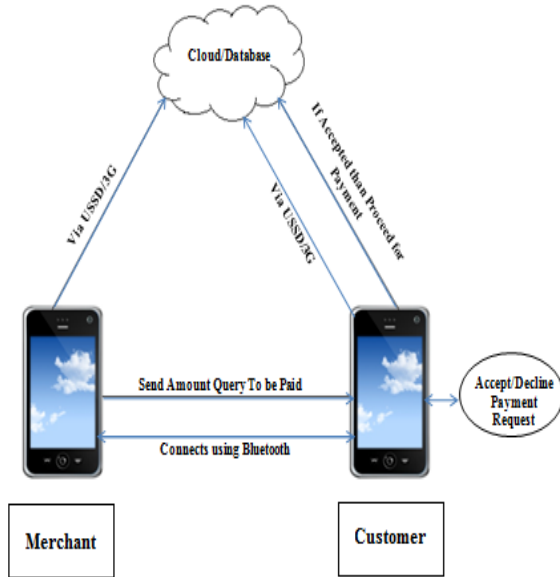 Cloud/Database
Via USSD/3G
Via USSD/3G
If Accepted than Proceed for
Payment
Send Amount Query To be Paid
Connects using Bluetooth
Accept/Decline
Payment
Request
Merchant
Customer